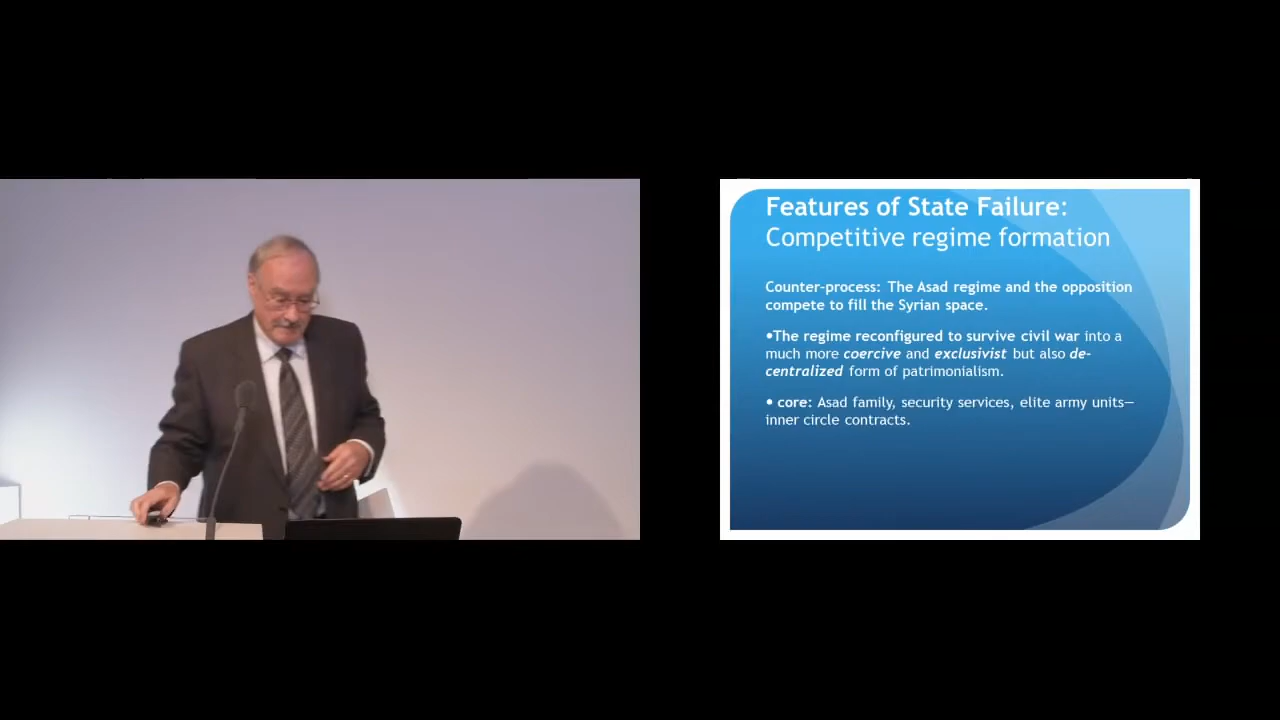 Features of State Failure:
Competitive regime formation
Counter-process: The Asad regime and the opposition
compete to fill the Syrian space.
•The regime reconfigured to survive civil war into a
much more coercive and exclusivist but also de-
centralized form of patrimonialism.
• core: Asad family, security services, elite army units—
inner circle contracts.